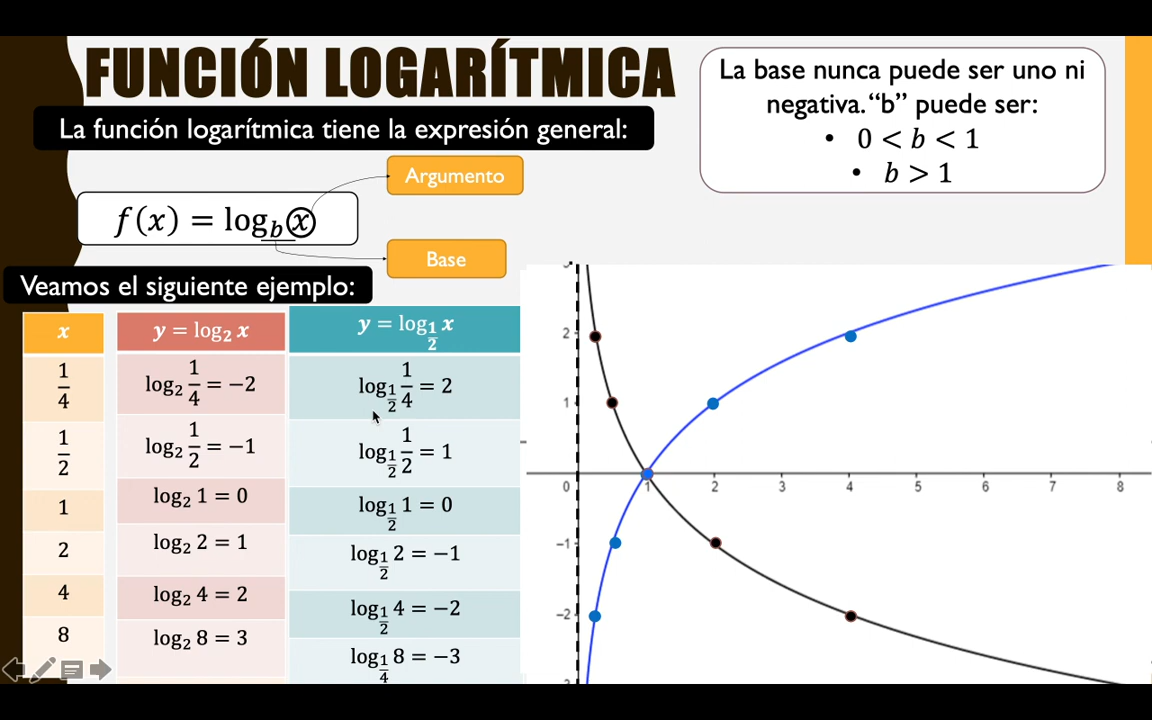 FUNCIÓN LOGARÍTMICA
La función logarítmica tiene la expresión general:
La base nunca puede ser uno ni
negativa. “b” puede ser:
• 0 < b < 1
• b > 1
Argumento
f(x) = log_b x
Base
Veamos el siguiente ejemplo:
x y = log₂ x y = log_{1/2} x
1/4 log₂ 1/4 = −2 log_{1/2} 1/4 = 2
1/2 log₂ 1/2 = −1 log_{1/2} 1/2 = 1
1 log₂ 1 = 0 log_{1/2} 1 = 0
2 log₂ 2 = 1 log_{1/2} 2 = −1
4 log₂ 4 = 2 log_{1/2} 4 = −2
8 log₂ 8 = 3 log_{1/4} 8 = −3
2
1
0 1 2 3 4 5 6 7 8
−1
−2